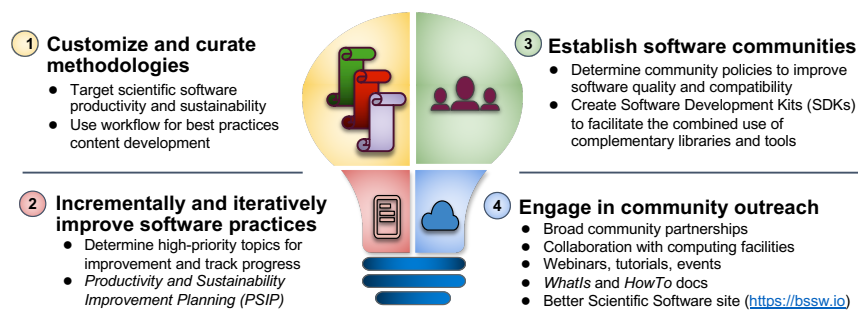 1 Customize and curate
methodologies
● Target scientific software
productivity and sustainability
● Use workflow for best practices
content development
2 Incrementally and iteratively
improve software practices
● Determine high-priority topics for
improvement and track progress
● Productivity and Sustainability
Improvement Planning (PSIP)
3 Establish software communities
● Determine community policies to improve
software quality and compatibility
● Create Software Development Kits (SDKs)
to facilitate the combined use of
complementary libraries and tools
4 Engage in community outreach
● Broad community partnerships
● Collaboration with computing facilities
● Webinars, tutorials, events
● WhatIs and HowTo docs
● Better Scientific Software site (https://bssw.io)